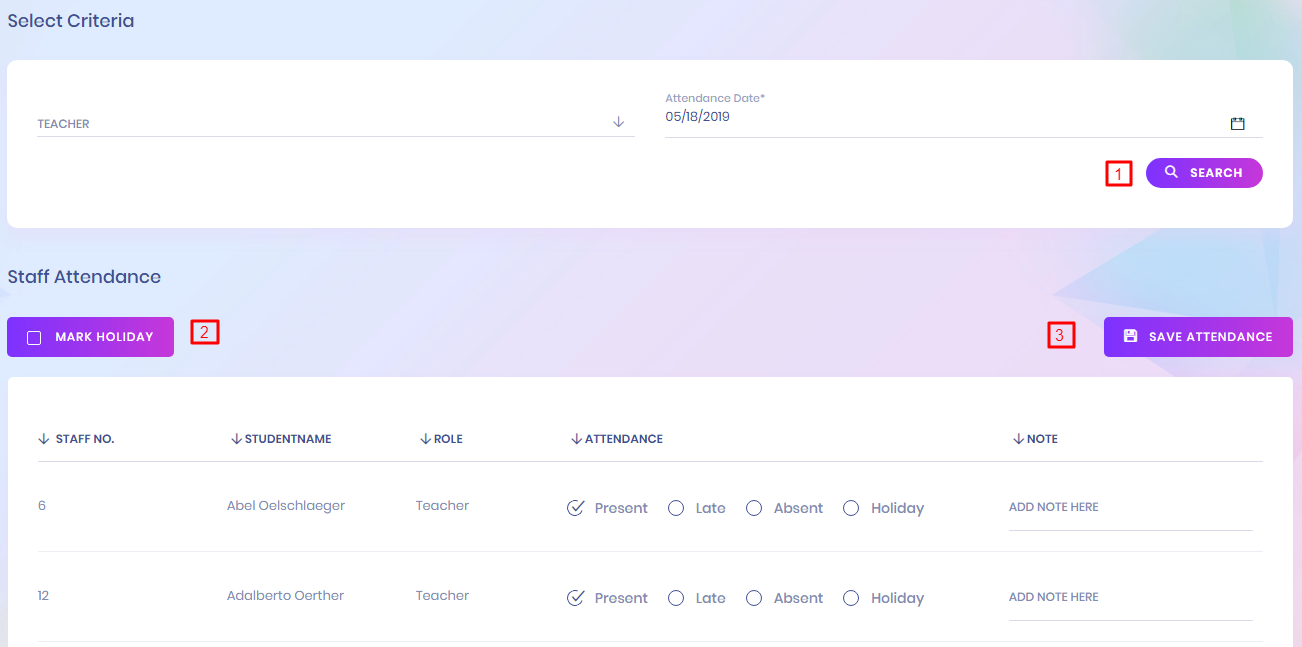 Select Criteria
Attendance Date*
TEACHER
05/18/2019
1 SEARCH
Staff Attendance
MARK HOLIDAY 2 3 SAVE ATTENDANCE
STAFF NO. STUDENTNAME ROLE ATTENDANCE NOTE
6 Abel Oelschlaeger Teacher Present Late Absent Holiday ADD NOTE HERE
12 Adalberto Oerther Teacher Present Late Absent Holiday ADD NOTE HERE